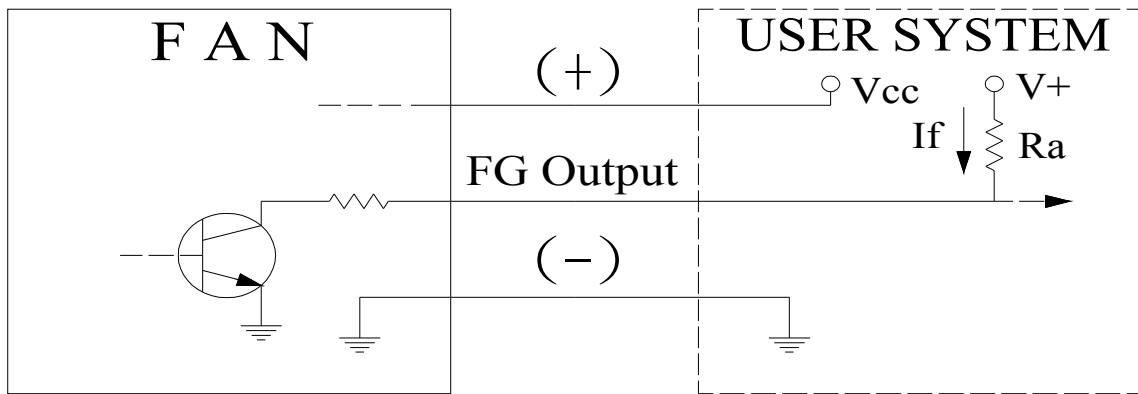 F A N
USER SYSTEM
(+)
Vcc
V+
If
Ra
FG Output
(-)